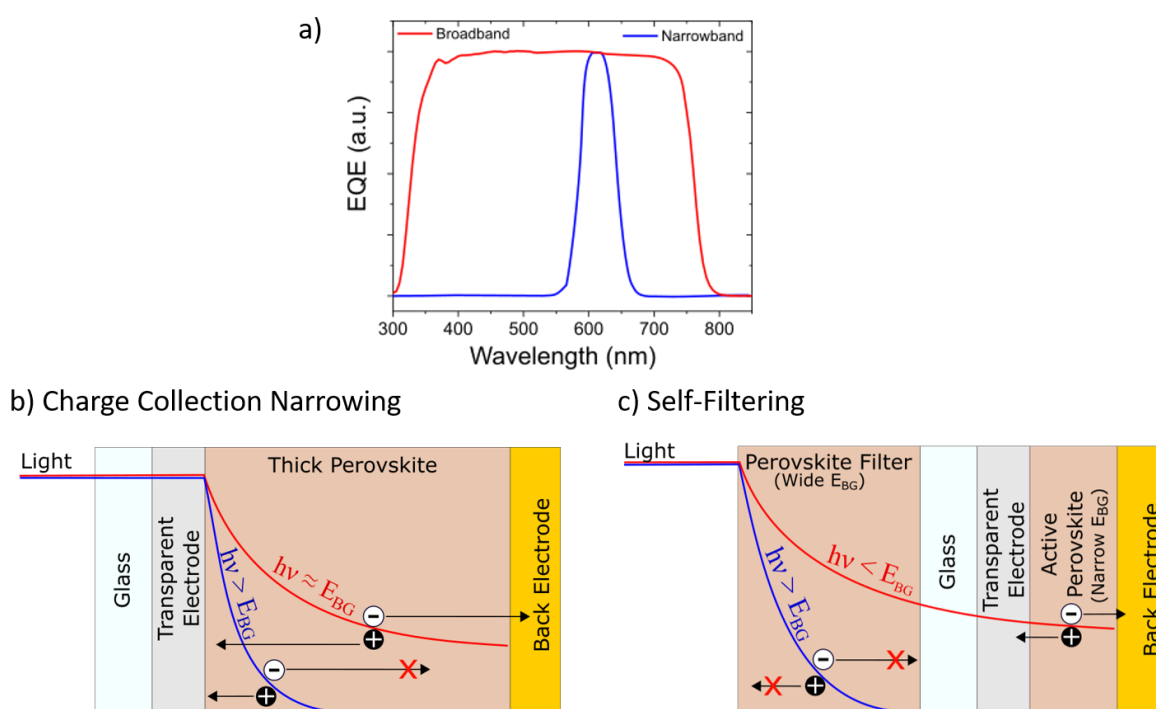 a)
Broadband
Narrowband
EQE (a.u.)
300 400 500 600 700 800
Wavelength (nm)
b) Charge Collection Narrowing
Light
Glass
Transparent
Electrode
Thick Perovskite
hν > E_BG
hν ≈ E_BG
-
+
X
-
+
Back Electrode
c) Self-Filtering
Light
Perovskite Filter
(Wide E_BG)
hν > E_BG
hν < E_BG
X
-
+
X
Glass
Transparent
Electrode
Active
Perovskite
(Narrow E_BG)
-
+
Back Electrode